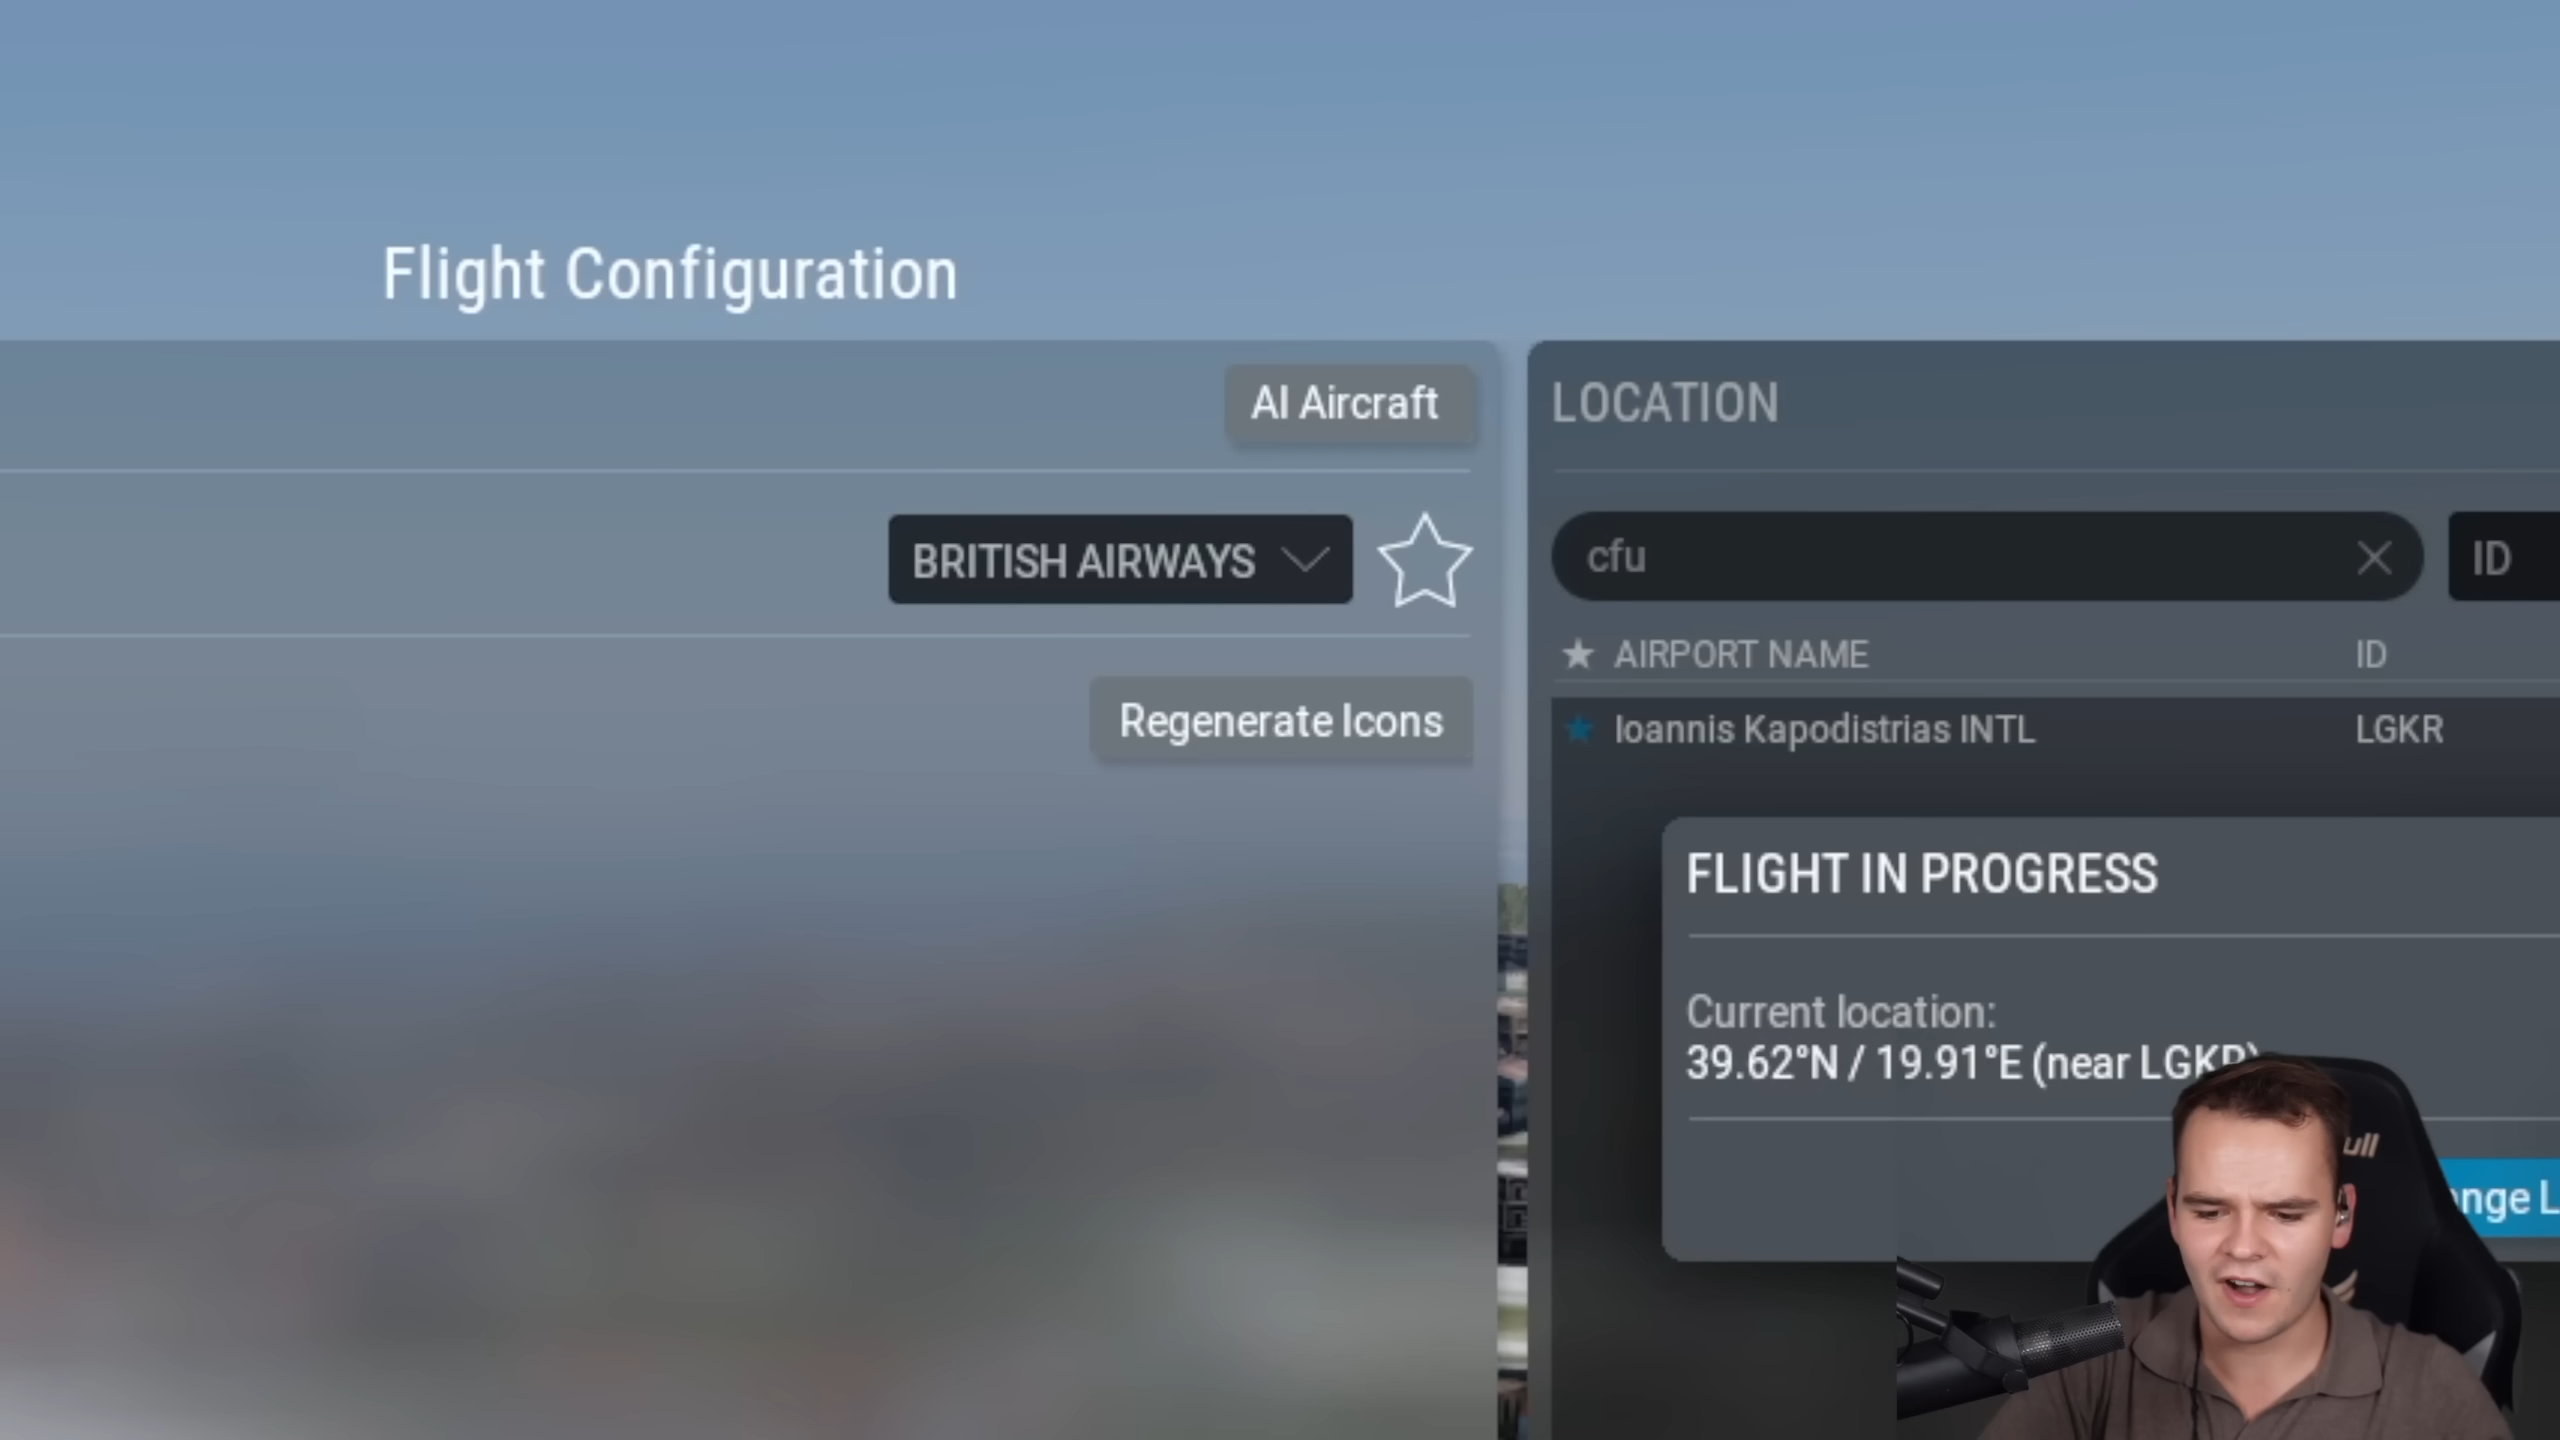 Flight Configuration
AI Aircraft
BRITISH AIRWAYS
Regenerate Icons
LOCATION
cfu
ID
AIRPORT NAME ID
Ioannis Kapodistrias INTL LGKR
FLIGHT IN PROGRESS
Current location:
39.62°N / 19.91°E (near LGKR)